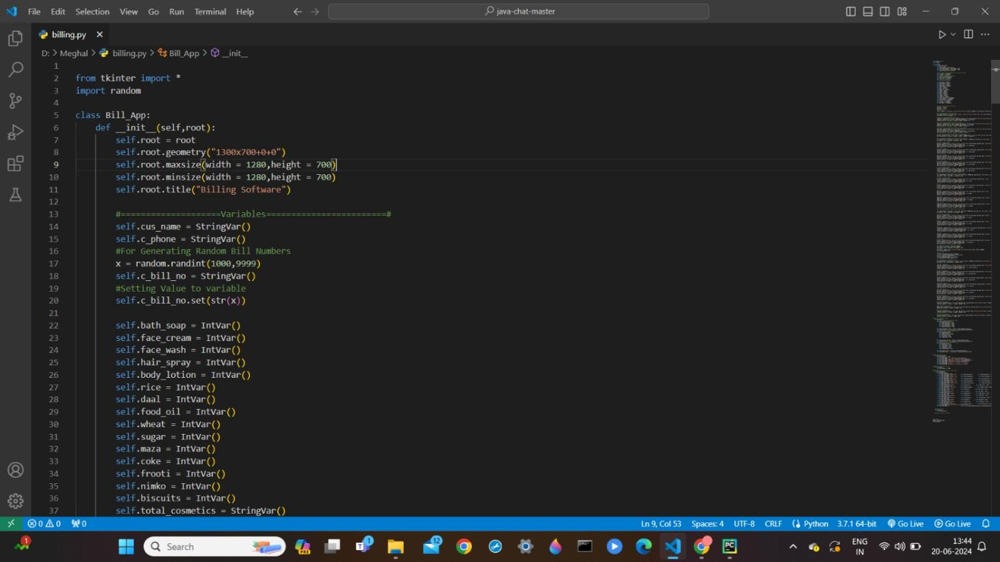 File Edit Selection View Go Run Terminal Help java-chat-master
billing.py
D: > Meghal > billing.py > Bill_App > __init__
1
2 from tkinter import *
3 import random
4
5 class Bill_App:
6 def __init__(self,root):
7 self.root = root
8 self.root.geometry("1300x700+0+0")
9 self.root.maxsize(width = 1280,height = 700)
10 self.root.minsize(width = 1280,height = 700)
11 self.root.title("Billing Software")
12
13 #====================Variables========================#
14 self.cus_name = StringVar()
15 self.c_phone = StringVar()
16 #For Generating Random Bill Numbers
17 x = random.randint(1000,9999)
18 self.c_bill_no = StringVar()
19 #Setting Value to variable
20 self.c_bill_no.set(str(x))
21
22 self.bath_soap = IntVar()
23 self.face_cream = IntVar()
24 self.face_wash = IntVar()
25 self.hair_spray = IntVar()
26 self.body_lotion = IntVar()
27 self.rice = IntVar()
28 self.daal = IntVar()
29 self.food_oil = IntVar()
30 self.wheat = IntVar()
31 self.sugar = IntVar()
32 self.maza = IntVar()
33 self.coke = IntVar()
34 self.frooti = IntVar()
35 self.nimko = IntVar()
36 self.biscuits = IntVar()
37 self.total_cosmetics = StringVar()
0 0 0 Ln 9, Col 53 Spaces: 4 UTF-8 CRLF Python 3.7.1 64-bit Go Live Go Live
1 Search PRE 1 12 PC ENG 13:44
IN 20-06-2024